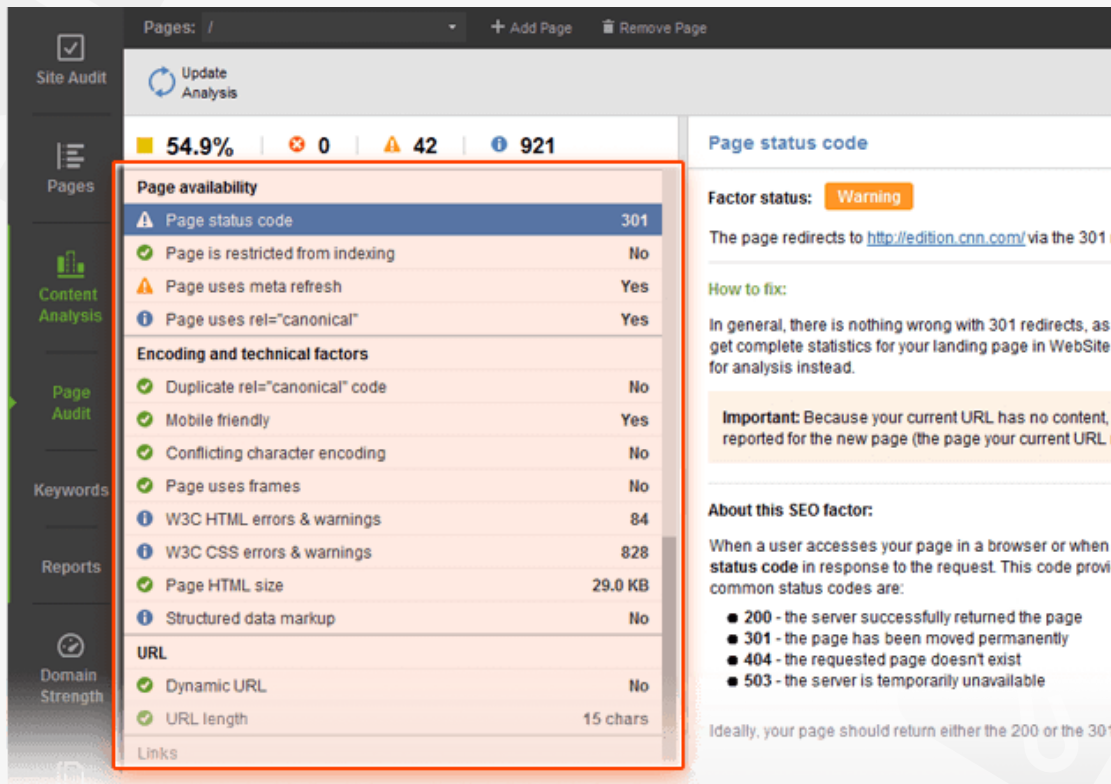 Pages: /
+ Add Page
Remove Page
Site Audit
Pages
Content
Analysis
Page
Audit
Keywords
Reports
Domain
Strength
Update
Analysis
54.9% 0 42 921
Page availability
Page status code 301
Page is restricted from indexing No
Page uses meta refresh Yes
Page uses rel="canonical" Yes
Encoding and technical factors
Duplicate rel="canonical" code No
Mobile friendly Yes
Conflicting character encoding No
Page uses frames No
W3C HTML errors & warnings 84
W3C CSS errors & warnings 828
Page HTML size 29.0 KB
Structured data markup No
URL
Dynamic URL No
URL length 15 chars
Links
Page status code
Factor status: Warning
The page redirects to http://edition.cnn.com/ via the 301
How to fix:
In general, there is nothing wrong with 301 redirects, as
get complete statistics for your landing page in WebSite
for analysis instead.
Important: Because your current URL has no content,
reported for the new page (the page your current URL
About this SEO factor:
When a user accesses your page in a browser or when
status code in response to the request. This code provi
common status codes are:
● 200 - the server successfully returned the page
● 301 - the page has been moved permanently
● 404 - the requested page doesn't exist
● 503 - the server is temporarily unavailable
Ideally, your page should return either the 200 or the 301